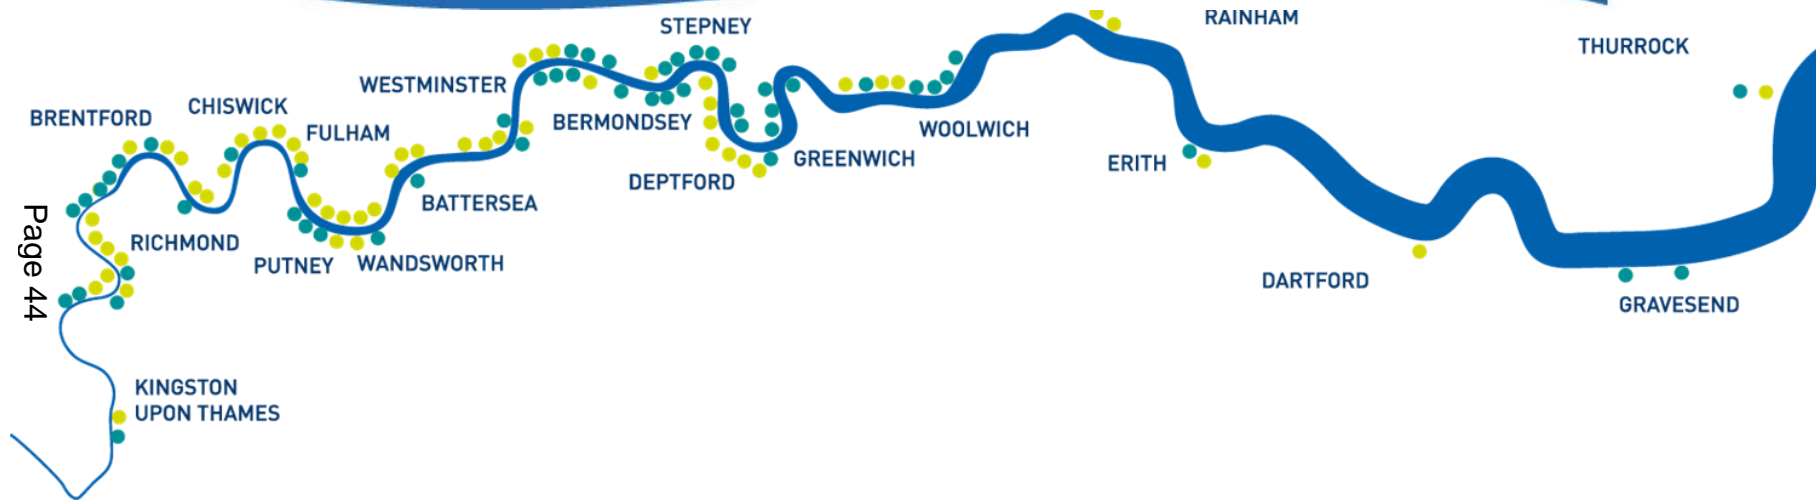 STEPNEY
RAINHAM
THURROCK
WESTMINSTER
BRENTFORD
CHISWICK
FULHAM
BERMONDSEY
WOOLWICH
GREENWICH
ERITH
DEPTFORD
BATTERSEA
RICHMOND
PUTNEY
WANDSWORTH
DARTFORD
GRAVESEND
KINGSTON
UPON THAMES
Page 44